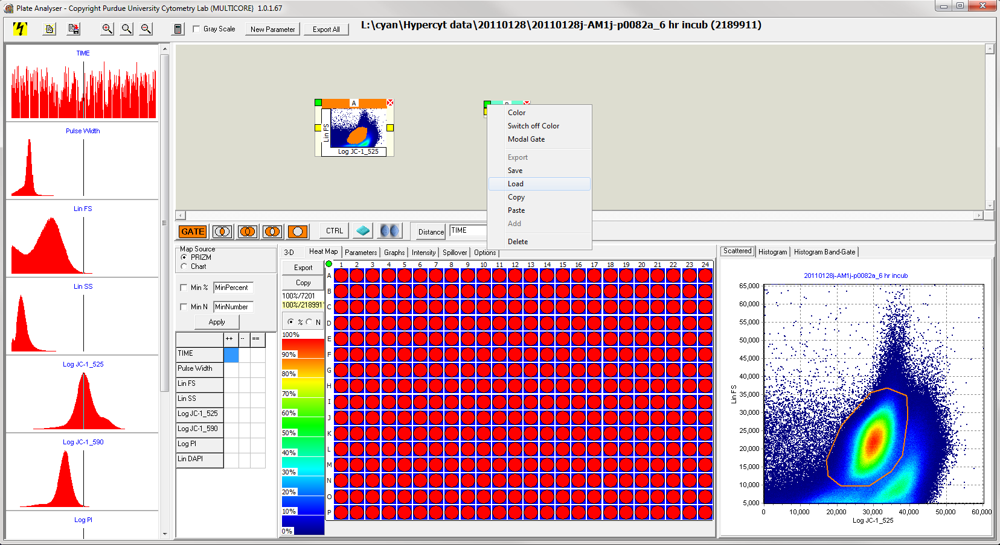 Plate Analyser - Copyright Purdue University Cytometry Lab (MULTICORE) 1.0.1.67
Gray Scale
New Parameter
Export All
L:\cyan\Hypercyt data\20110128\20110128j-AM1j-p0082a_6 hr incub (2189911)
TIME
Pulse Width
Lin FS
Lin SS
Log JC-1_525
Log JC-1_590
Log PI
A
Lin FS
Log JC-1_525
Color
Switch off Color
Modal Gate
Export
Save
Load
Copy
Paste
Add
Delete
GATE
CTRL
Distance
TIME
Map Source
PRIZM
Chart
Min %
MinPercent
Min N
MinNumber
Apply
++ -- ==
TIME
Pulse Width
Lin FS
Lin SS
Log JC-1_525
Log JC-1_590
Log PI
Lin DAPI
3-D Heat Map Parameters Graphs Intensity Spillover Options
Export
Copy
100%/7201
100%/2189911
% N
100%
90%
80%
70%
60%
50%
40%
30%
20%
10%
0%
1 2 3 4 5 6 7 8 9 10 11 12 13 14 15 16 17 18 19 20 21 22 23 24
A
B
C
D
E
F
G
H
I
J
K
L
M
N
O
P
Scattered Histogram Histogram Band-Gate
20110128j-AM1j-p0082a_6 hr incub
65,000
60,000
55,000
50,000
45,000
40,000
35,000
30,000
25,000
20,000
15,000
10,000
5,000
Lin FS
0 10,000 20,000 30,000 40,000 50,000 60,000
Log JC-1_525